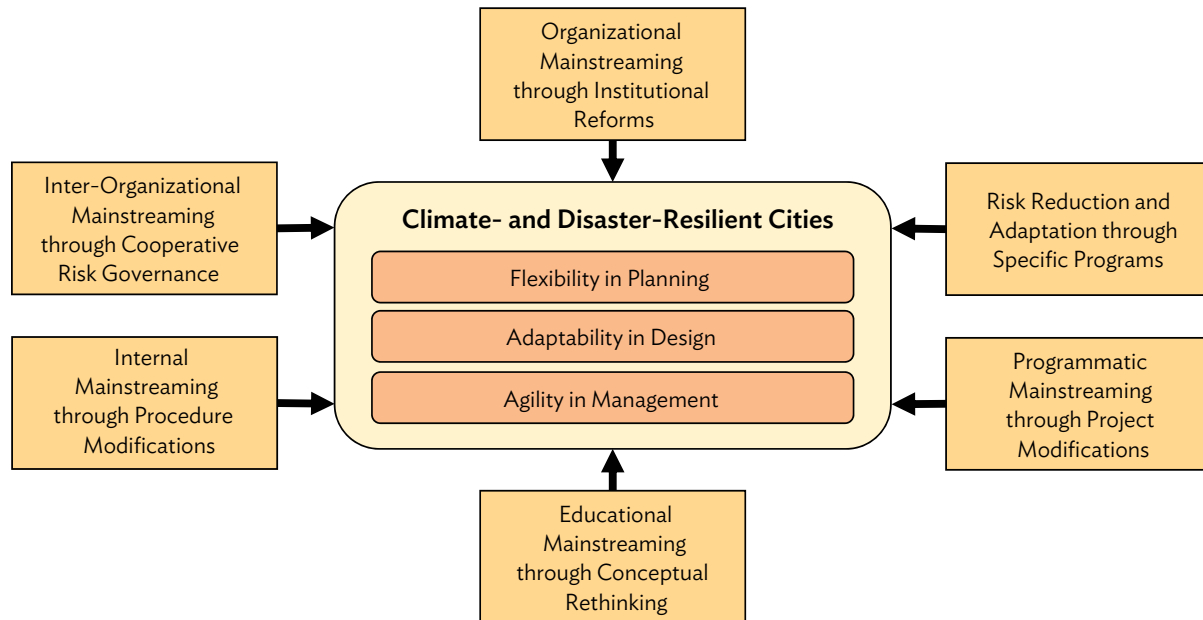 Organizational
Mainstreaming
through Institutional
Reforms
Inter-Organizational
Mainstreaming
through Cooperative
Risk Governance
Climate- and Disaster-Resilient Cities
Flexibility in Planning
Adaptability in Design
Agility in Management
Risk Reduction and
Adaptation through
Specific Programs
Internal
Mainstreaming
through Procedure
Modifications
Programmatic
Mainstreaming
through Project
Modifications
Educational
Mainstreaming
through Conceptual
Rethinking